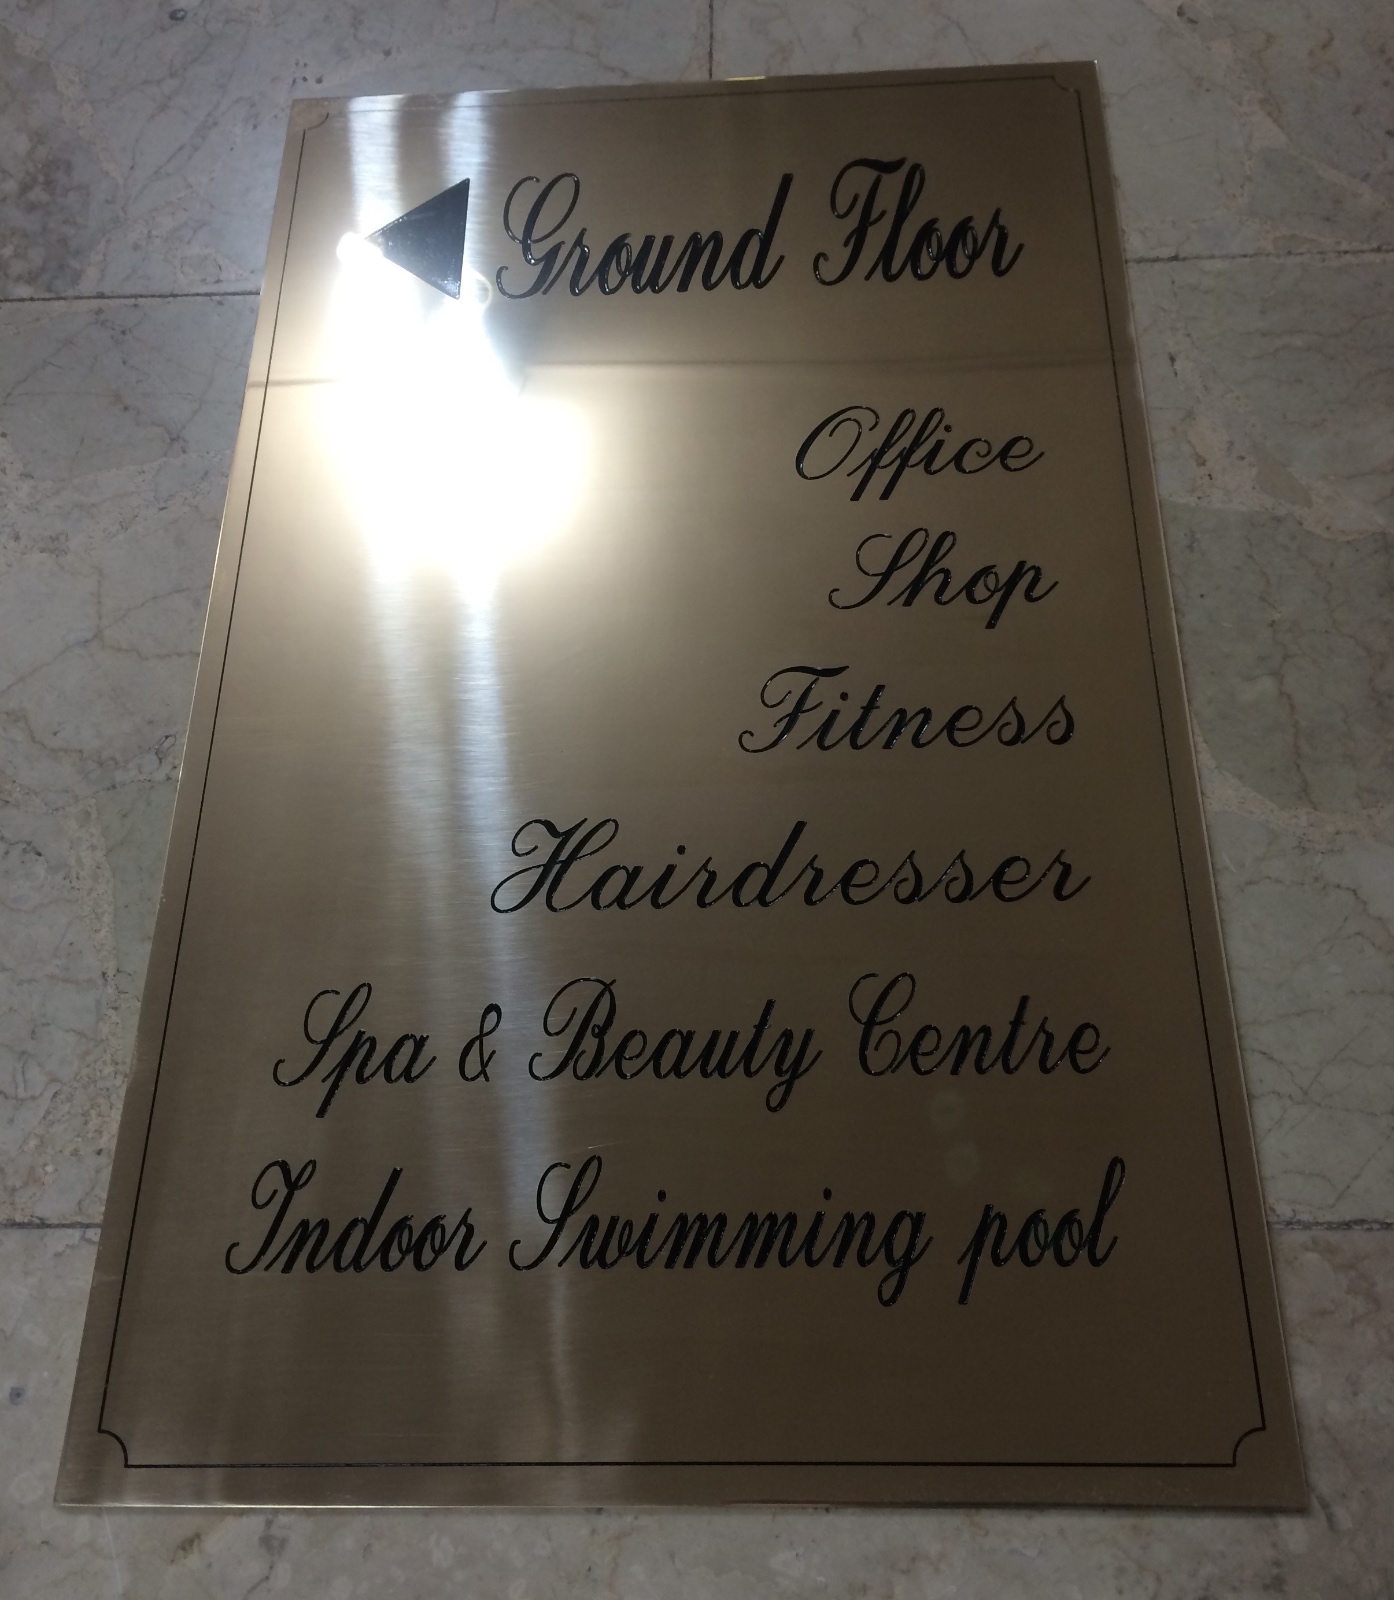 Ground Floor
Office
Shop
Fitness
Hairdresser
Spa & Beauty Centre
Indoor Swimming pool